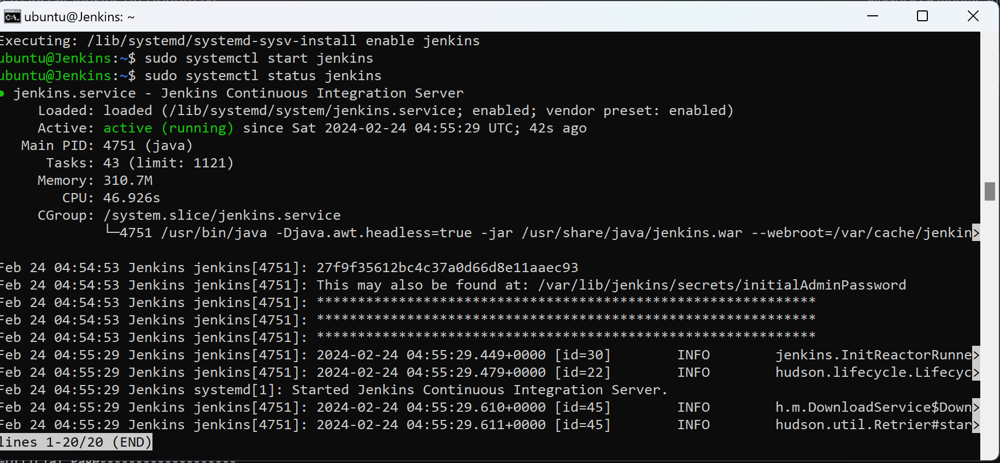 ubuntu@Jenkins: ~
Executing: /lib/systemd/systemd-sysv-install enable jenkins
ubuntu@Jenkins:~$ sudo systemctl start jenkins
ubuntu@Jenkins:~$ sudo systemctl status jenkins
● jenkins.service - Jenkins Continuous Integration Server
Loaded: loaded (/lib/systemd/system/jenkins.service; enabled; vendor preset: enabled)
Active: active (running) since Sat 2024-02-24 04:55:29 UTC; 42s ago
Main PID: 4751 (java)
Tasks: 43 (limit: 1121)
Memory: 310.7M
CPU: 46.926s
CGroup: /system.slice/jenkins.service
└─4751 /usr/bin/java -Djava.awt.headless=true -jar /usr/share/java/jenkins.war --webroot=/var/cache/jenkin>
Feb 24 04:54:53 Jenkins jenkins[4751]: 27f9f35612bc4c37a0d66d8e11aaec93
Feb 24 04:54:53 Jenkins jenkins[4751]: This may also be found at: /var/lib/jenkins/secrets/initialAdminPassword
Feb 24 04:54:53 Jenkins jenkins[4751]: *************************************************************
Feb 24 04:54:53 Jenkins jenkins[4751]: *************************************************************
Feb 24 04:54:53 Jenkins jenkins[4751]: *************************************************************
Feb 24 04:55:29 Jenkins jenkins[4751]: 2024-02-24 04:55:29.449+0000 [id=30] INFO jenkins.InitReactorRunne>
Feb 24 04:55:29 Jenkins jenkins[4751]: 2024-02-24 04:55:29.479+0000 [id=22] INFO hudson.lifecycle.Lifecyc>
Feb 24 04:55:29 Jenkins systemd[1]: Started Jenkins Continuous Integration Server.
Feb 24 04:55:29 Jenkins jenkins[4751]: 2024-02-24 04:55:29.610+0000 [id=45] INFO h.m.DownloadService$Down>
Feb 24 04:55:29 Jenkins jenkins[4751]: 2024-02-24 04:55:29.611+0000 [id=45] INFO hudson.util.Retrier#star>
lines 1-20/20 (END)